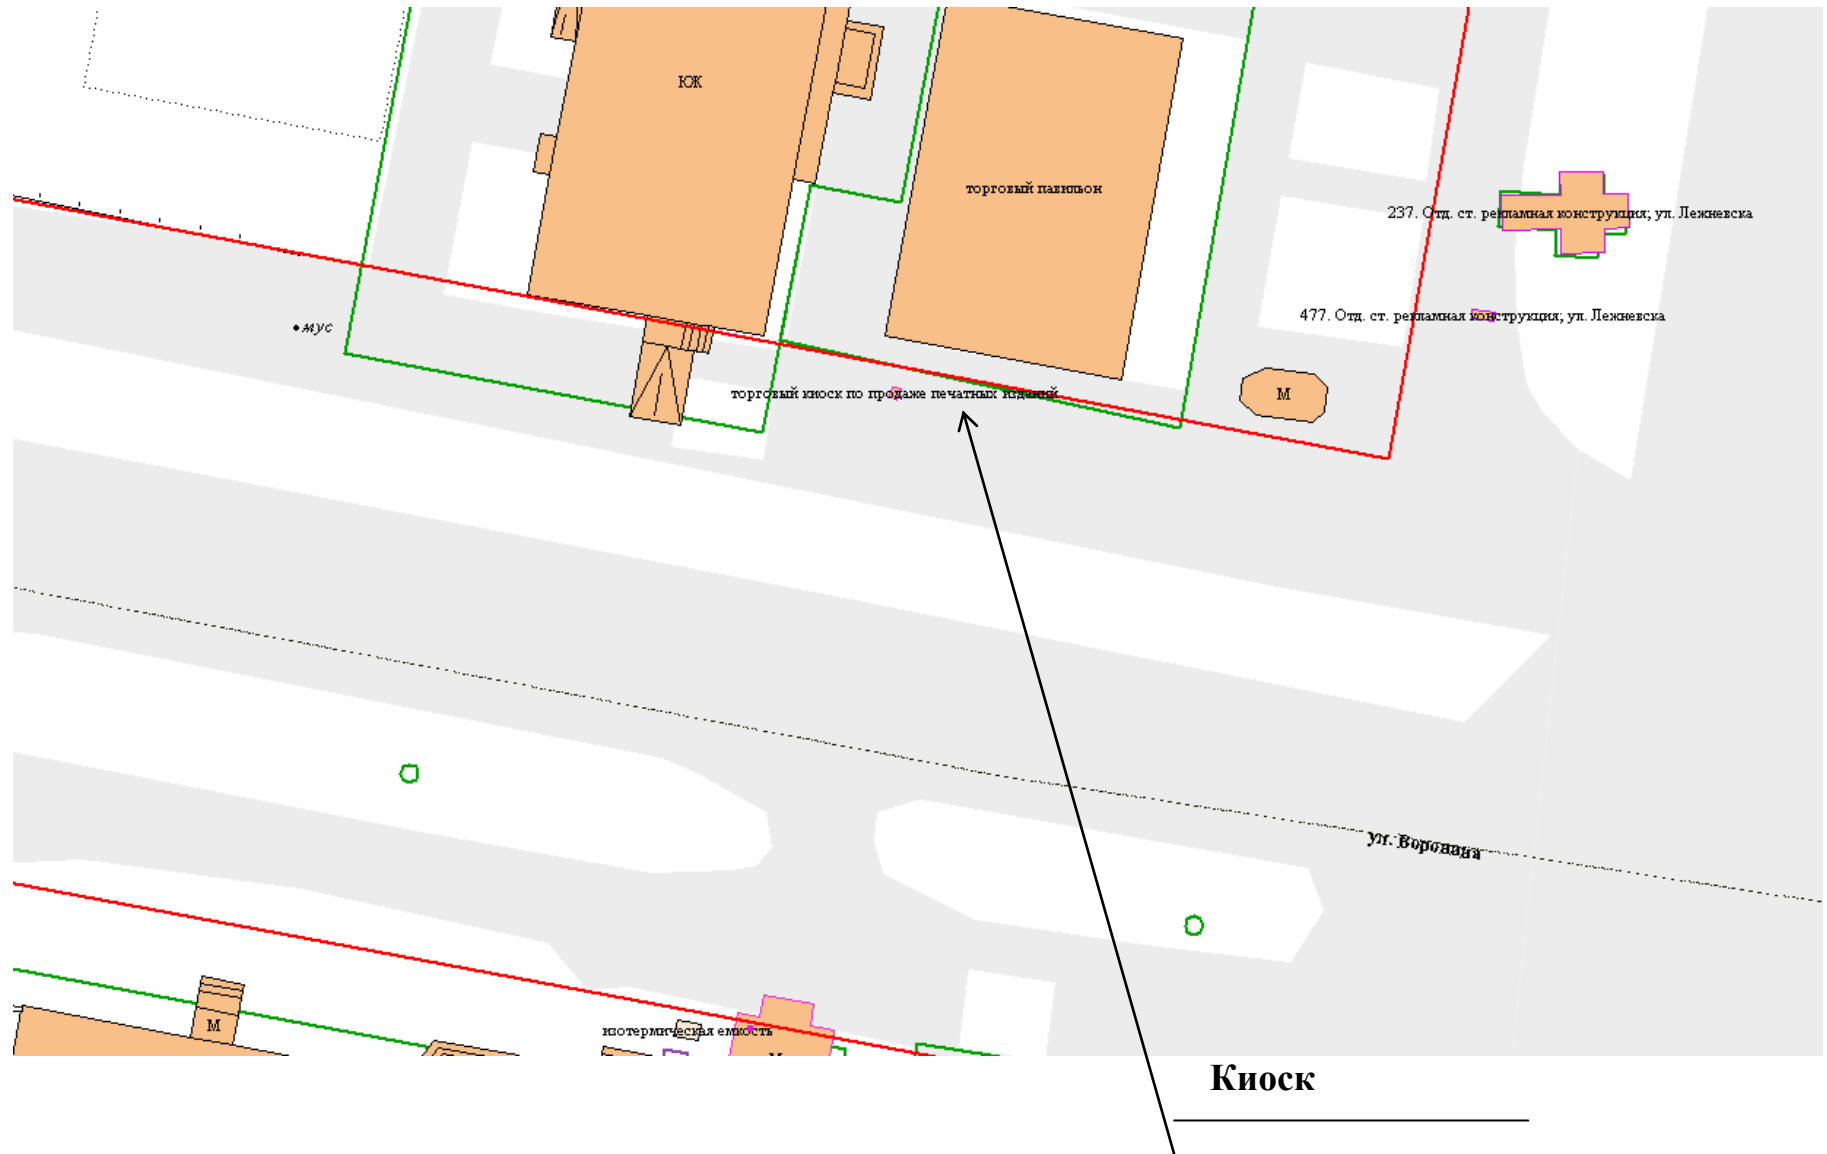 КЖ
торговый павильон
237. Отд. ст. рекламная конструкция; ул. Лежневска
477. Отд. ст. рекламная конструкция; ул. Лежневска
мус
торговый киоск по продаже печатных изданий
М
ул. Воронина
М
изотермическая емкость
Киоск